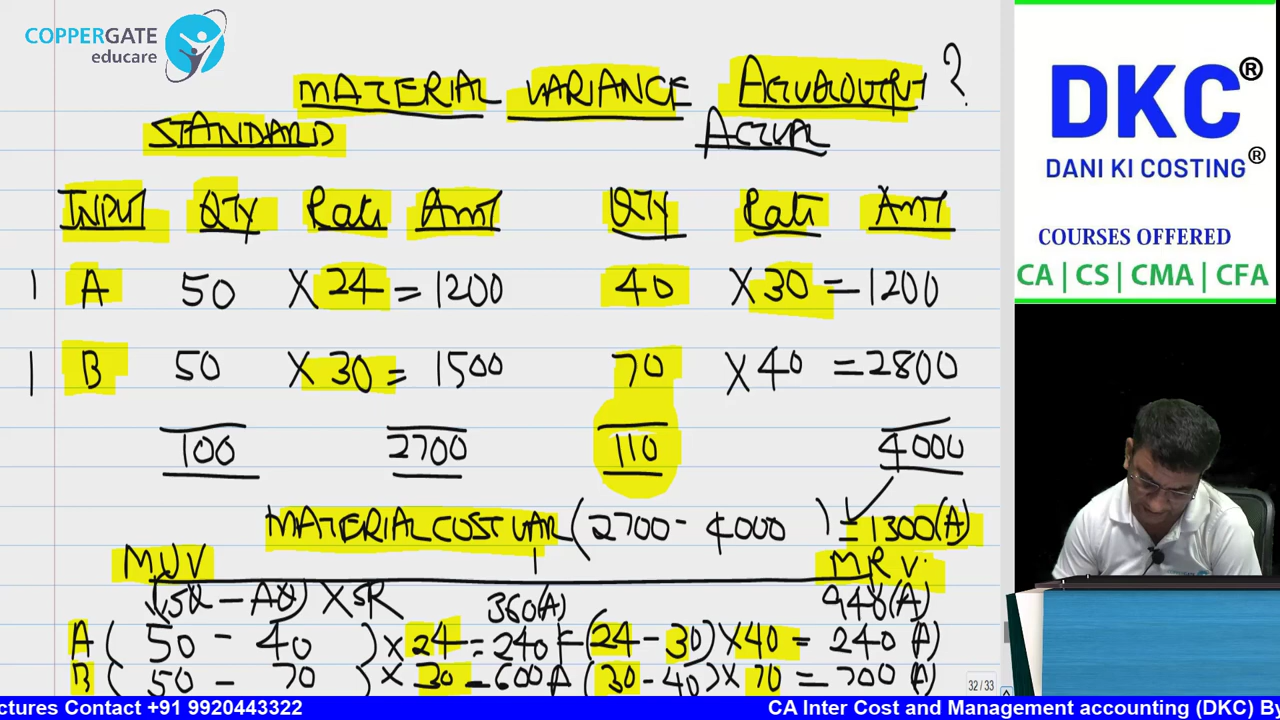 COPPERGATE
educare
MATERIAL VARIANCE ?
STANDARD ACTUAL
INPUT QTY Rate Amt QTY Rate Amt
1 A 50 X 24 = 1200 40 X 30 = 1200
1 B 50 X 30 = 1500 70 X 40 = 2800
100 2700 110 4000
MATERIAL COST VAR (2700 - 4000) = 1300 (A)
MUV MRV.
(SQ - AQ) X SR 360(A) 940(A)
A (50 - 40) X 24 = 240 F (24 - 30) X 40 = 240 (A)
B (50 - 70) X 30 = 600 A (30 - 40) X 70 = 700 (A)
32 / 33
DKC®
DANI KI COSTING®
COURSES OFFERED
CA | CS | CMA | CFA
ctures Contact +91 9920443322 CA Inter Cost and Management accounting (DKC) By